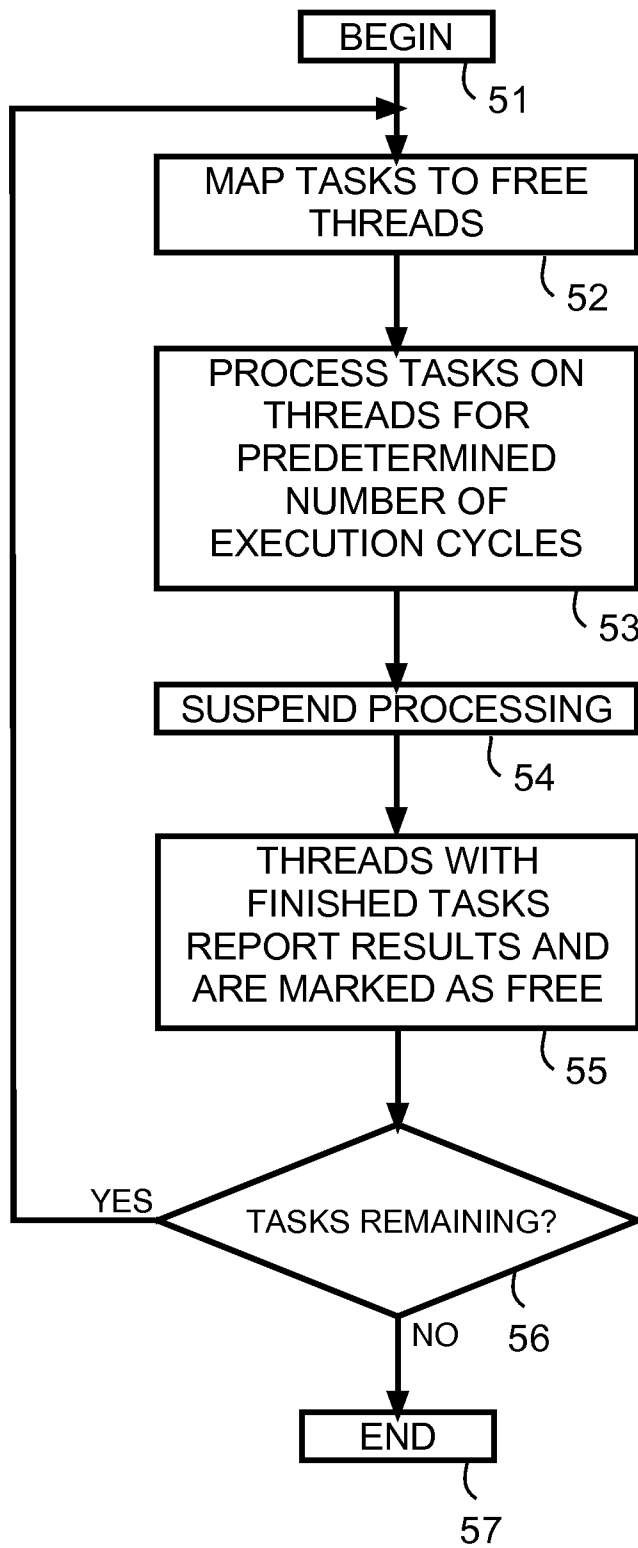 BEGIN
51
MAP TASKS TO FREE
THREADS
52
PROCESS TASKS ON
THREADS FOR
PREDETERMINED
NUMBER OF
EXECUTION CYCLES
53
SUSPEND PROCESSING
54
THREADS WITH
FINISHED TASKS
REPORT RESULTS AND
ARE MARKED AS FREE
55
YES
TASKS REMAINING?
56
NO
END
57